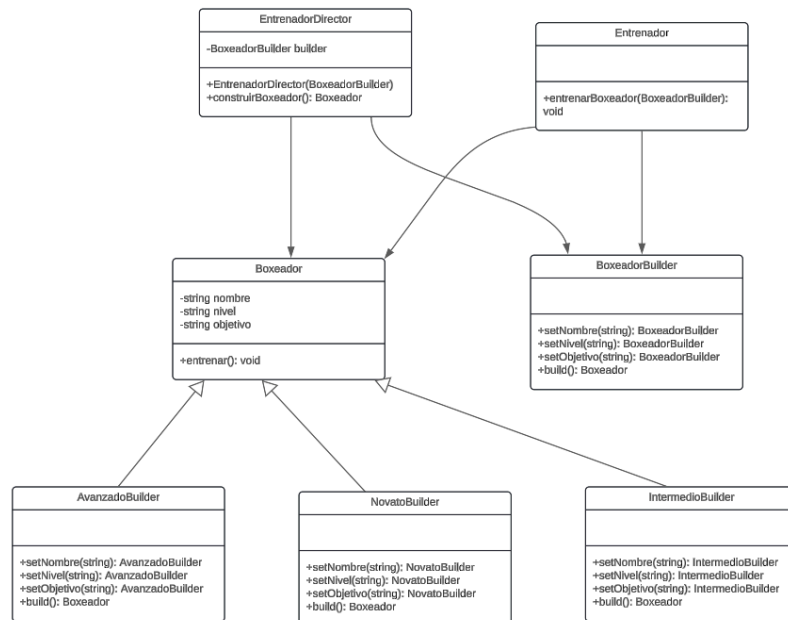 EntrenadorDirector
-BoxeadorBuilder builder
+EntrenadorDirector(BoxeadorBuilder)
+construirBoxeador(): Boxeador
Entrenador
+entrenarBoxeador(BoxeadorBuilder):
void
Boxeador
-string nombre
-string nivel
-string objetivo
+entrenar(): void
BoxeadorBuilder
+setNombre(string): BoxeadorBuilder
+setNivel(string): BoxeadorBuilder
+setObjetivo(string): BoxeadorBuilder
+build(): Boxeador
AvanzadoBuilder
+setNombre(string): AvanzadoBuilder
+setNivel(string): AvanzadoBuilder
+setObjetivo(string): AvanzadoBuilder
+build(): Boxeador
NovatoBuilder
+setNombre(string): NovatoBuilder
+setNivel(string): NovatoBuilder
+setObjetivo(string): NovatoBuilder
+build(): Boxeador
IntermedioBuilder
+setNombre(string): IntermedioBuilder
+setNivel(string): IntermedioBuilder
+setObjetivo(string): IntermedioBuilder
+build(): Boxeador